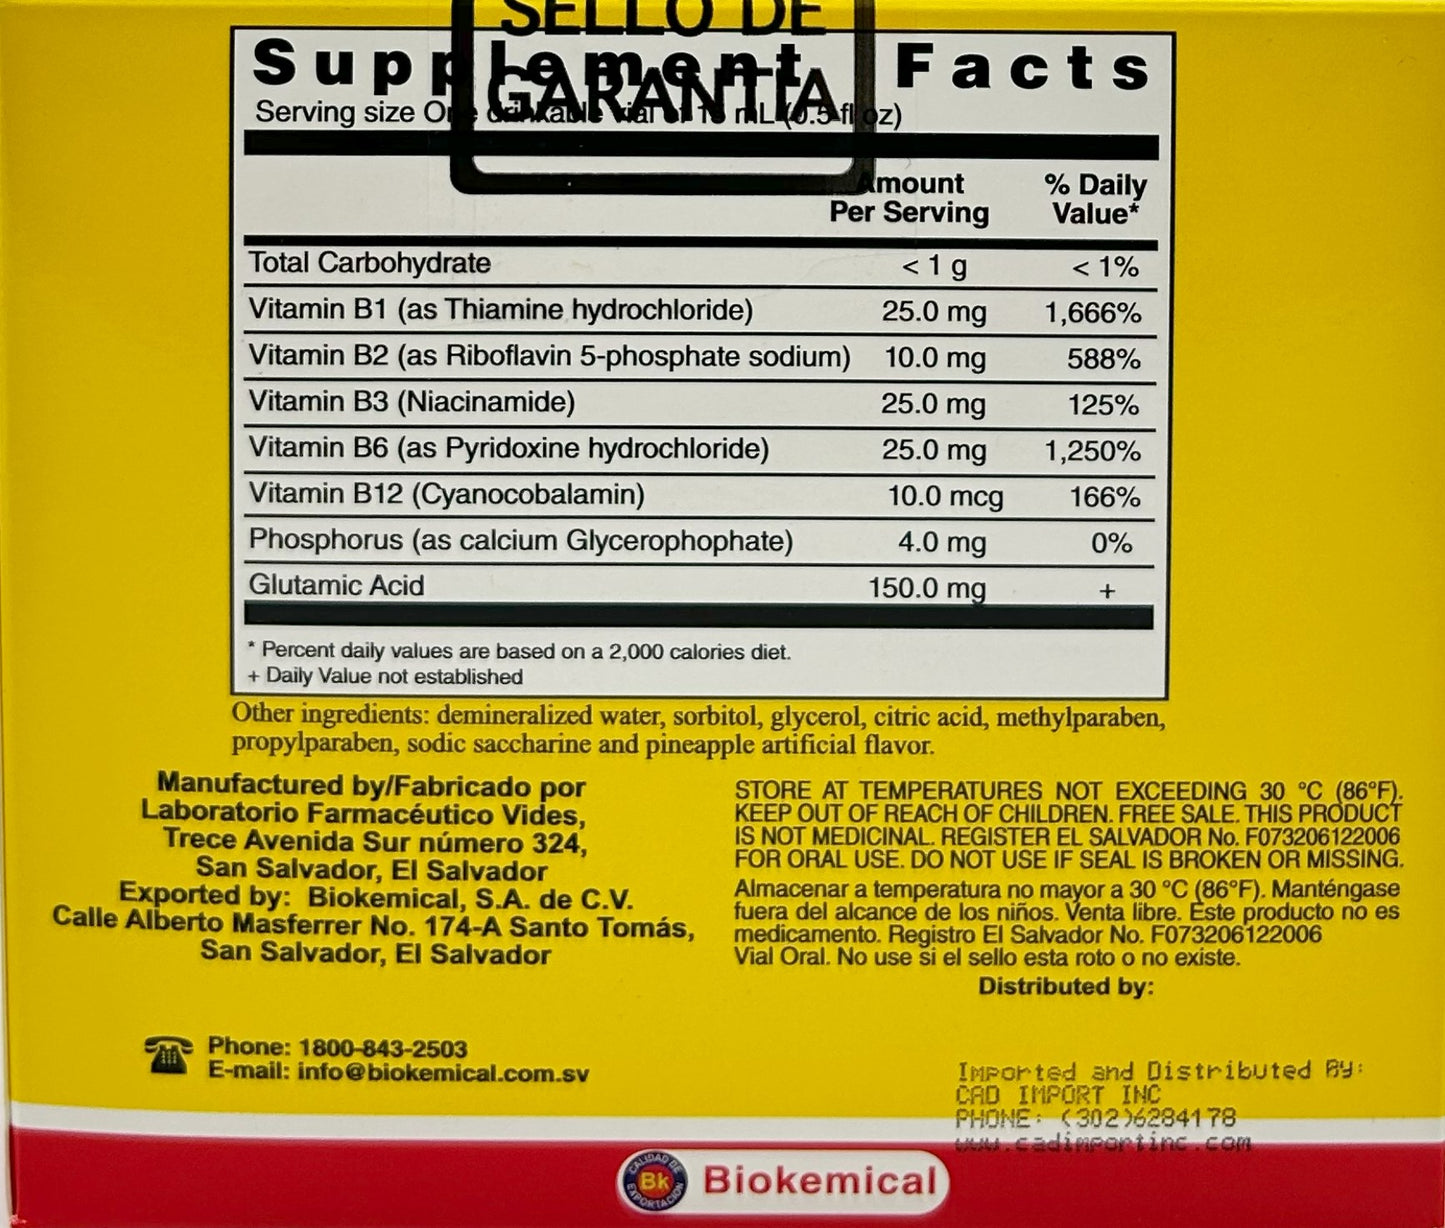 SELLO DE
GARANTIA
Supplement Facts
Serving size One drinkable vial of 15 mL (0.5 fl oz)
Amount Per Serving % Daily Value*
Total Carbohydrate < 1 g < 1%
Vitamin B1 (as Thiamine hydrochloride) 25.0 mg 1,666%
Vitamin B2 (as Riboflavin 5-phosphate sodium) 10.0 mg 588%
Vitamin B3 (Niacinamide) 25.0 mg 125%
Vitamin B6 (as Pyridoxine hydrochloride) 25.0 mg 1,250%
Vitamin B12 (Cyanocobalamin) 10.0 mcg 166%
Phosphorus (as calcium Glycerophophate) 4.0 mg 0%
Glutamic Acid 150.0 mg +
* Percent daily values are based on a 2,000 calories diet.
+ Daily Value not established
Other ingredients: demineralized water, sorbitol, glycerol, citric acid, methylparaben,
propylparaben, sodic saccharine and pineapple artificial flavor.
Manufactured by/Fabricado por
Laboratorio Farmacéutico Vides,
Trece Avenida Sur número 324,
San Salvador, El Salvador
Exported by: Biokemical, S.A. de C.V.
Calle Alberto Masferrer No. 174-A Santo Tomás,
San Salvador, El Salvador
Phone: 1800-843-2503
E-mail: info@biokemical.com.sv
STORE AT TEMPERATURES NOT EXCEEDING 30 °C (86°F).
KEEP OUT OF REACH OF CHILDREN. FREE SALE. THIS PRODUCT
IS NOT MEDICINAL. REGISTER EL SALVADOR No. F073206122006
FOR ORAL USE. DO NOT USE IF SEAL IS BROKEN OR MISSING.
Almacenar a temperatura no mayor a 30 °C (86°F). Manténgase
fuera del alcance de los niños. Venta libre. Este producto no es
medicamento. Registro El Salvador No. F073206122006
Vial Oral. No use si el sello esta roto o no existe.
Distributed by:
Imported and Distributed By:
CAD IMPORT INC
PHONE: (302)6284178
www.cadimportinc.com
CALIDAD DE
Bk
EXPORTACION
Biokemical